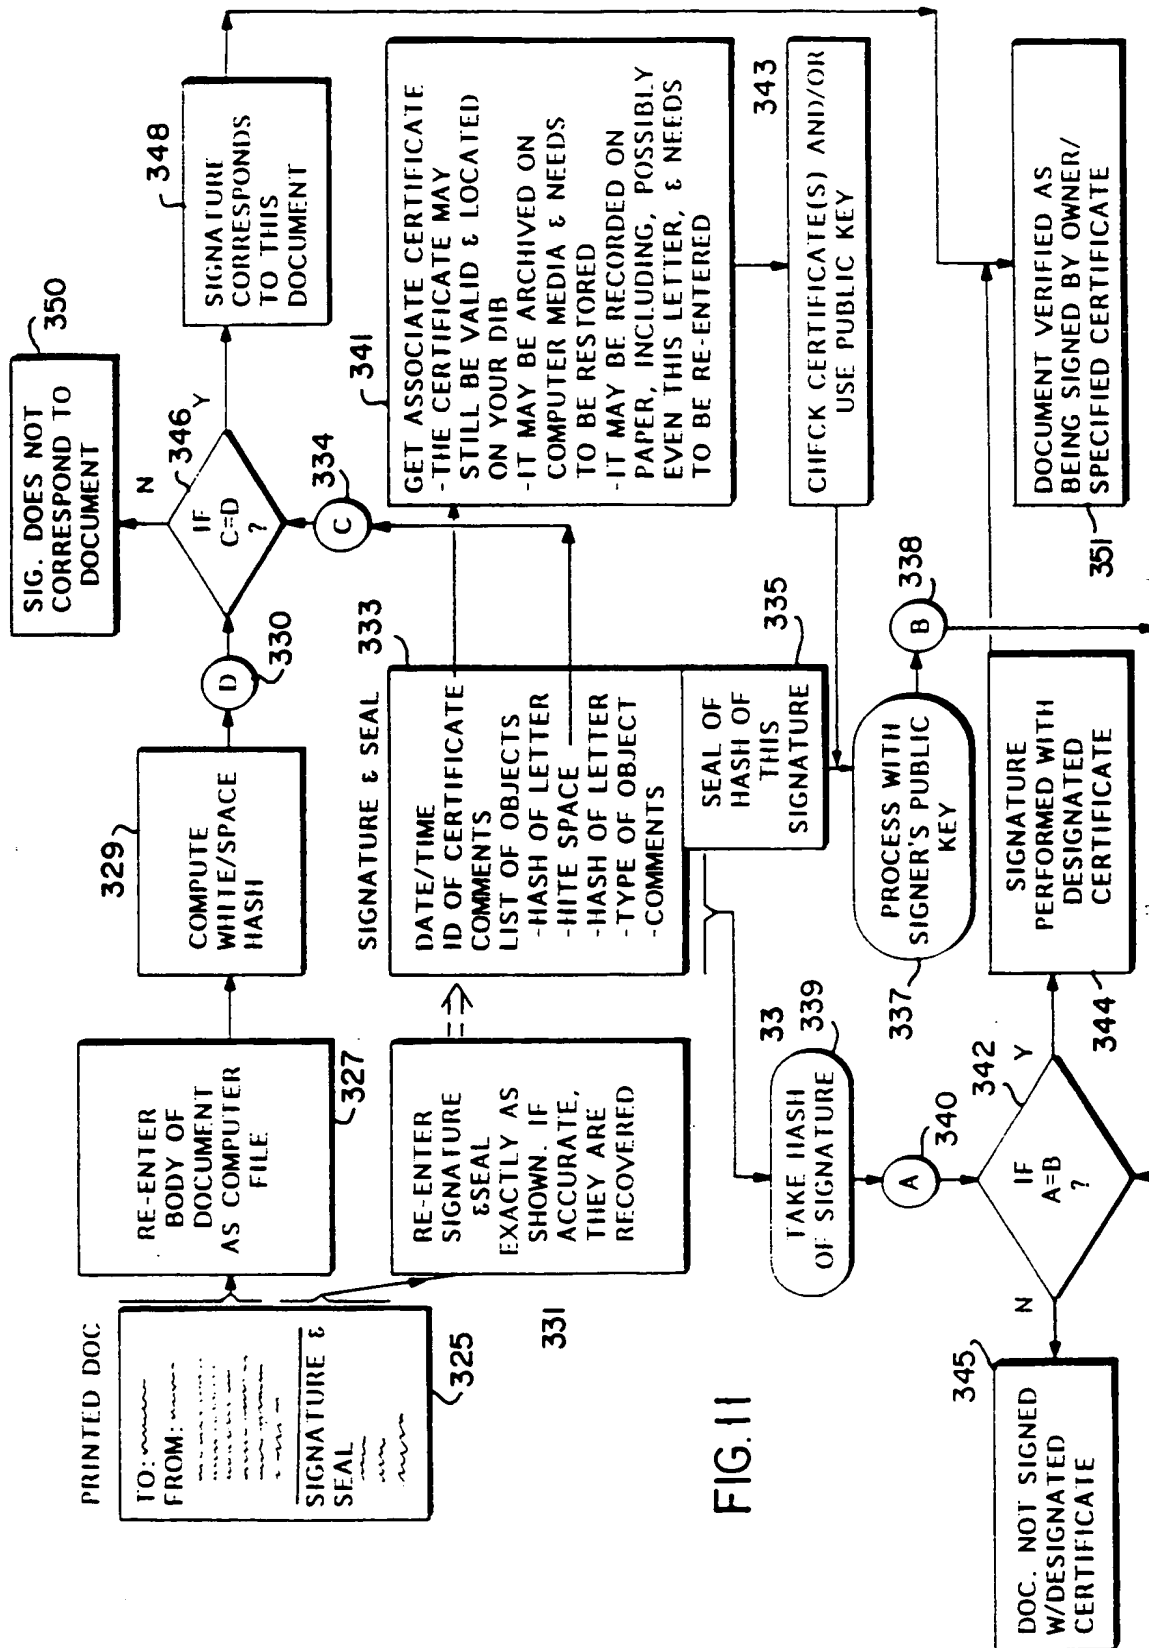 PRINTED DOC
TO:
FROM:
SIGNATURE &
SEAL
325
RE-ENTER
BODY OF
DOCUMENT
AS COMPUTER
FILE
327
COMPUTE
WHITE/SPACE
HASH
329
D
330
IF
C=D
?
346
N
Y
SIG. DOES NOT
CORRESPOND TO
DOCUMENT
350
SIGNATURE
CORRESPONDS
TO THIS
DOCUMENT
348
C
334
RE-ENTER
SIGNATURE
&SEAL
EXACTLY AS
SHOWN. IF
ACCURATE,
THEY ARE
RECOVERED
331
SIGNATURE & SEAL
333
DATE/TIME
ID OF CERTIFICATE
COMMENTS
LIST OF OBJECTS
-HASH OF LETTER
-HITE SPACE
-HASH OF LETTER
-TYPE OF OBJECT
-COMMENTS
SEAL OF
HASH OF
THIS
SIGNATURE
335
341
GET ASSOCIATE CERTIFICATE
-THE CERTIFICATE MAY
STILL BE VALID & LOCATED
ON YOUR DIB
-IT MAY BE ARCHIVED ON
COMPUTER MEDIA & NEEDS
TO BE RESTORED
-IT MAY BE RECORDED ON
PAPER, INCLUDING, POSSIBLY
EVEN THIS LETTER, & NEEDS
TO BE RE-ENTERED
343
CHECK CERTIFICATE(S) AND/OR
USE PUBLIC KEY
PROCESS WITH
SIGNER'S PUBLIC
KEY
337
B
338
33
339
TAKE HASH
OF SIGNATURE
A
340
IF
A=B
?
342
N
Y
345
DOC. NOT SIGNED
W/DESIGNATED
CERTIFICATE
SIGNATURE
PERFORMED WITH
DESIGNATED
CERTIFICATE
344
DOCUMENT VERIFIED AS
BEING SIGNED BY OWNER/
SPECIFIED CERTIFICATE
351
FIG. 11